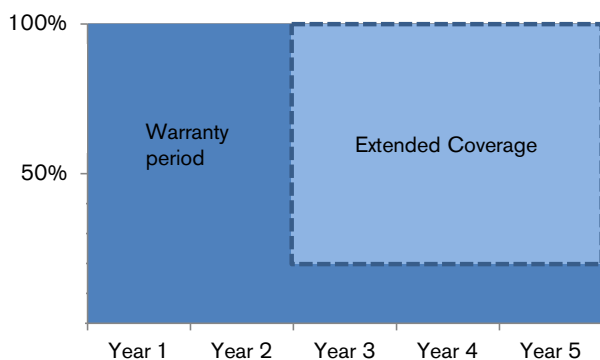 100%
Warranty
period
Extended Coverage
50%
Year 1 Year 2 Year 3 Year 4 Year 5